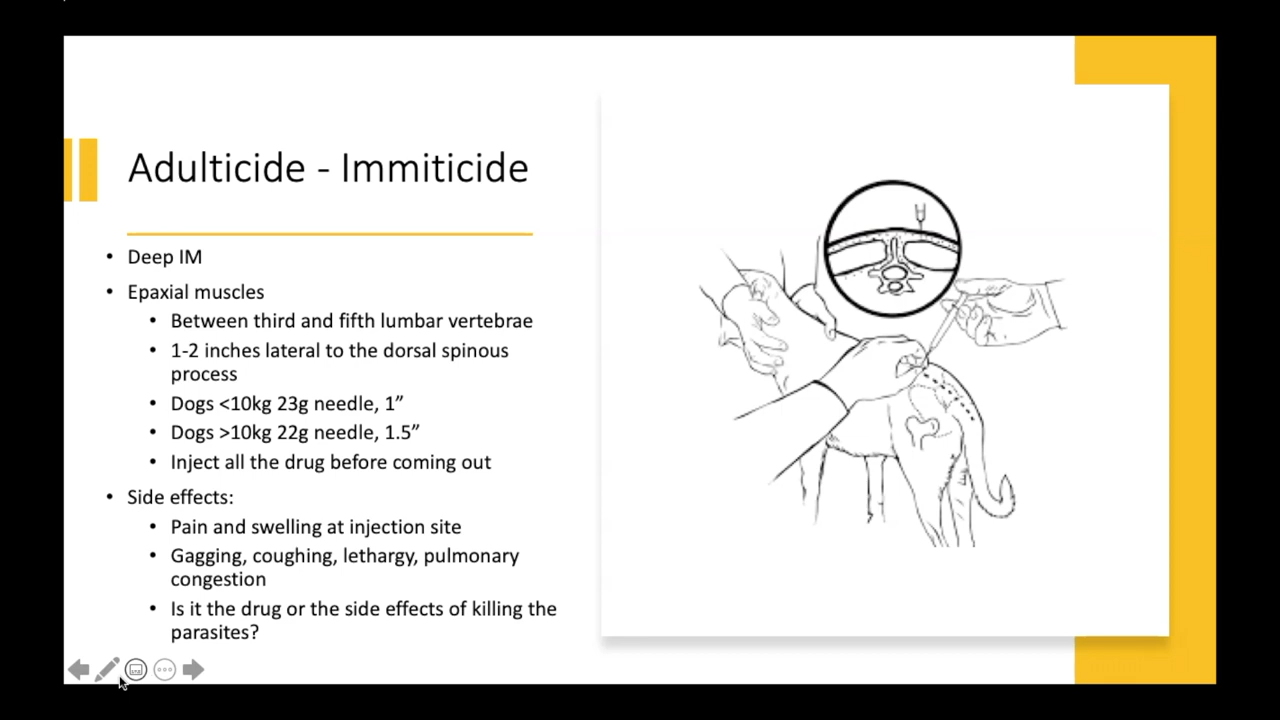 Adulticide - Immiticide
• Deep IM
• Epaxial muscles
• Between third and fifth lumbar vertebrae
• 1-2 inches lateral to the dorsal spinous
process
• Dogs <10kg 23g needle, 1”
• Dogs >10kg 22g needle, 1.5”
• Inject all the drug before coming out
• Side effects:
• Pain and swelling at injection site
• Gagging, coughing, lethargy, pulmonary
congestion
• Is it the drug or the side effects of killing the
parasites?